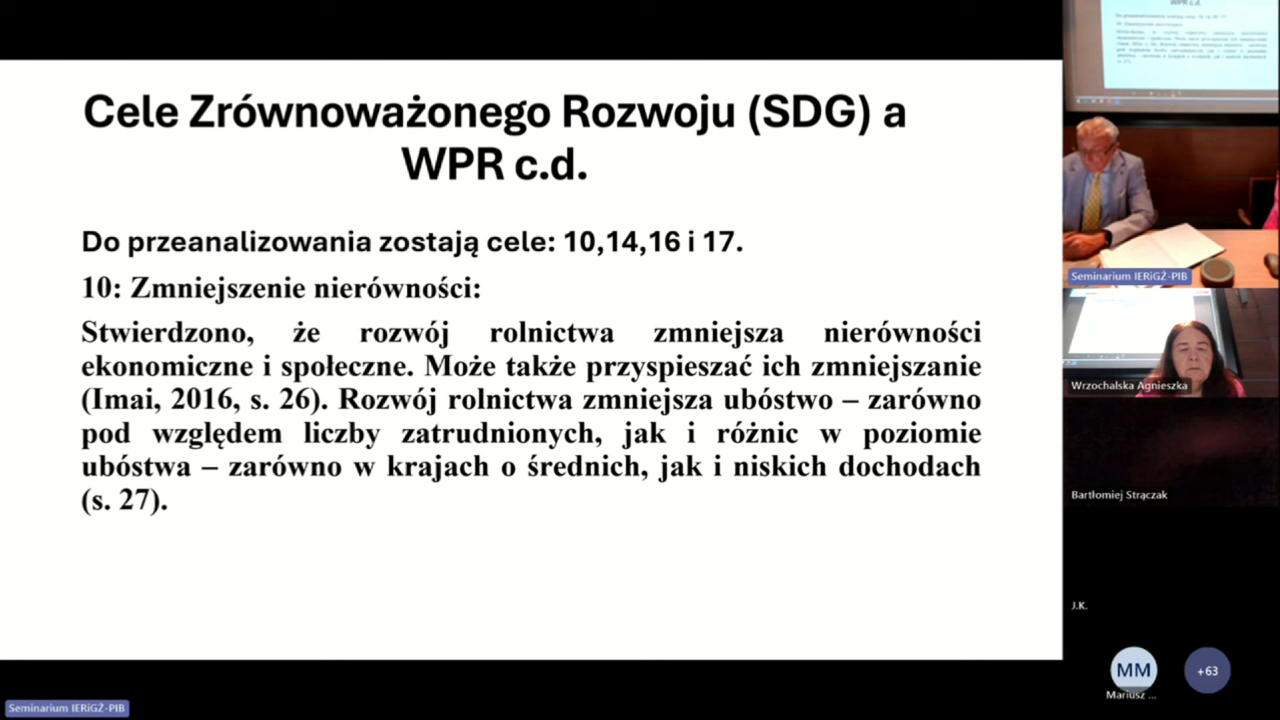 Cele Zrównoważonego Rozwoju (SDG) a
WPR c.d.
Do przeanalizowania zostają cele: 10,14,16 i 17.
10: Zmniejszenie nierówności:
Stwierdzono, że rozwój rolnictwa zmniejsza nierówności
ekonomiczne i społeczne. Może także przyspieszać ich zmniejszanie
(Imai, 2016, s. 26). Rozwój rolnictwa zmniejsza ubóstwo – zarówno
pod względem liczby zatrudnionych, jak i różnic w poziomie
ubóstwa – zarówno w krajach o średnich, jak i niskich dochodach
(s. 27).
WPR c.d.
Seminarium IERiGŻ-PIB
Wrzochalska Agnieszka
Bartłomiej Strączak
J.K.
MM
Mariusz ...
+63
Seminarium IERiGŻ-PIB